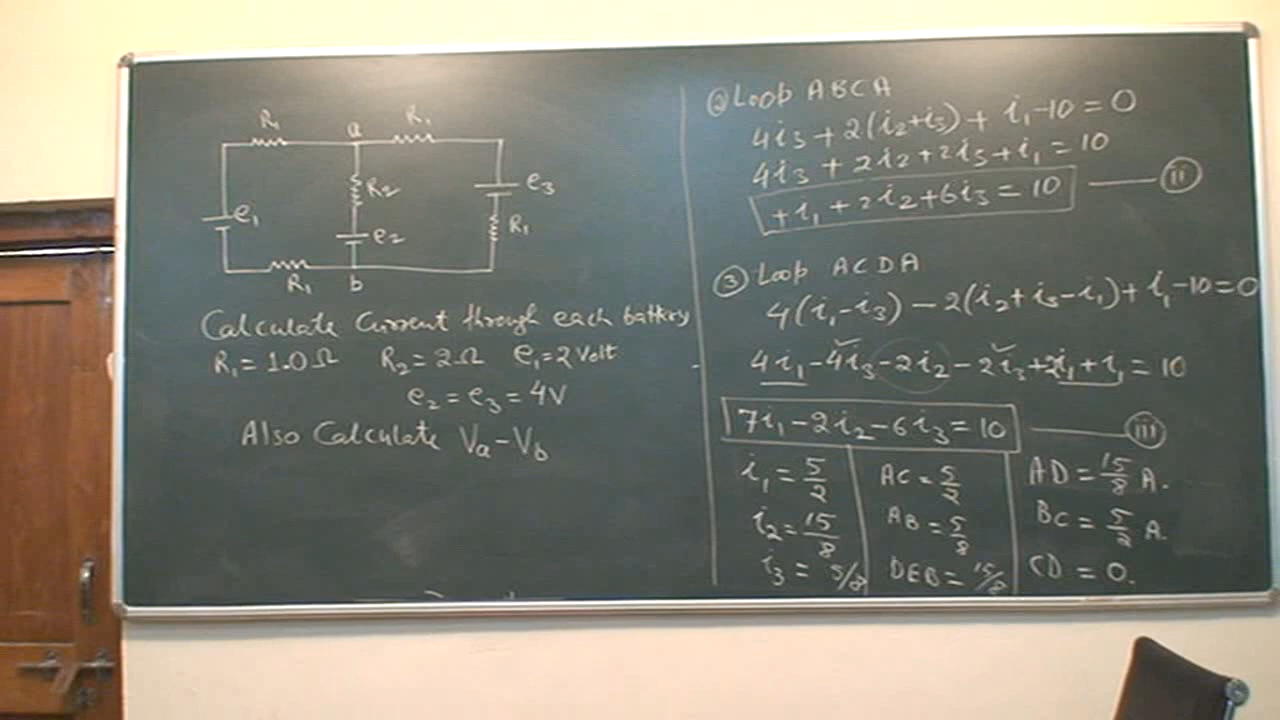 R₁ a R₁
R₂ e₃
e₁ e₂ R₁
R₁ b
Calculate Current through each battery
R₁ = 1.0 Ω R₂ = 2 Ω e₁ = 2 Volt
e₂ = e₃ = 4V
Also Calculate Va - Vb
② Loop ABCA
4i₃ + 2(i₂+i₃) + i₁ - 10 = 0
4i₃ + 2i₂ + 2i₃ + i₁ = 10
+i₁ + 2i₂ + 6i₃ = 10 — ii
③ Loop ACDA
4(i₁-i₃) - 2(i₂+i₃-i₁) + i₁ - 10 = 0
4i₁ - 4i₃ - 2i₂ - 2i₃ + 2i₁ + i₁ = 10
7i₁ - 2i₂ - 6i₃ = 10 — iii
i₁ = 5/2 AC = 5/2 AD = 15/8 A.
i₂ = 15/8 AB = 5/8 BC = 5/2 A.
i₃ = 5/8 DEB = 15/8 CD = 0.